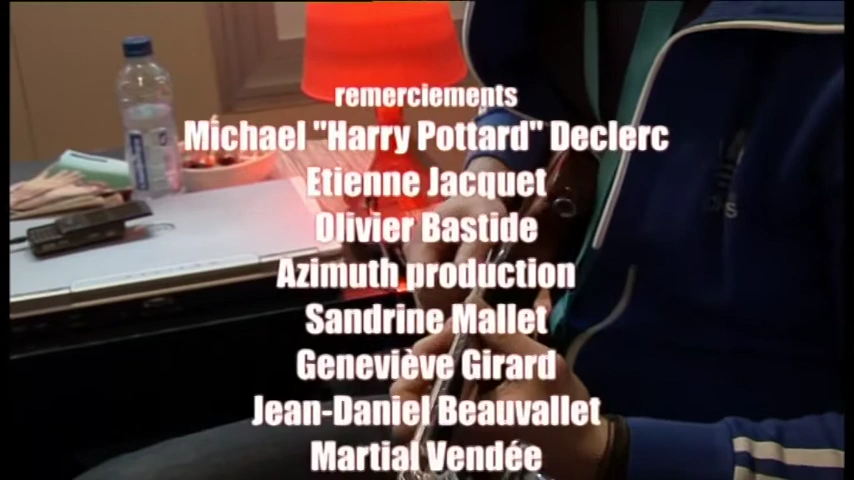 remerciements
Michael "Harry Pottard" Declerc
Etienne Jacquet
Olivier Bastide
Azimuth production
Sandrine Mallet
Geneviève Girard
Jean-Daniel Beauvallet
Martial Vendée